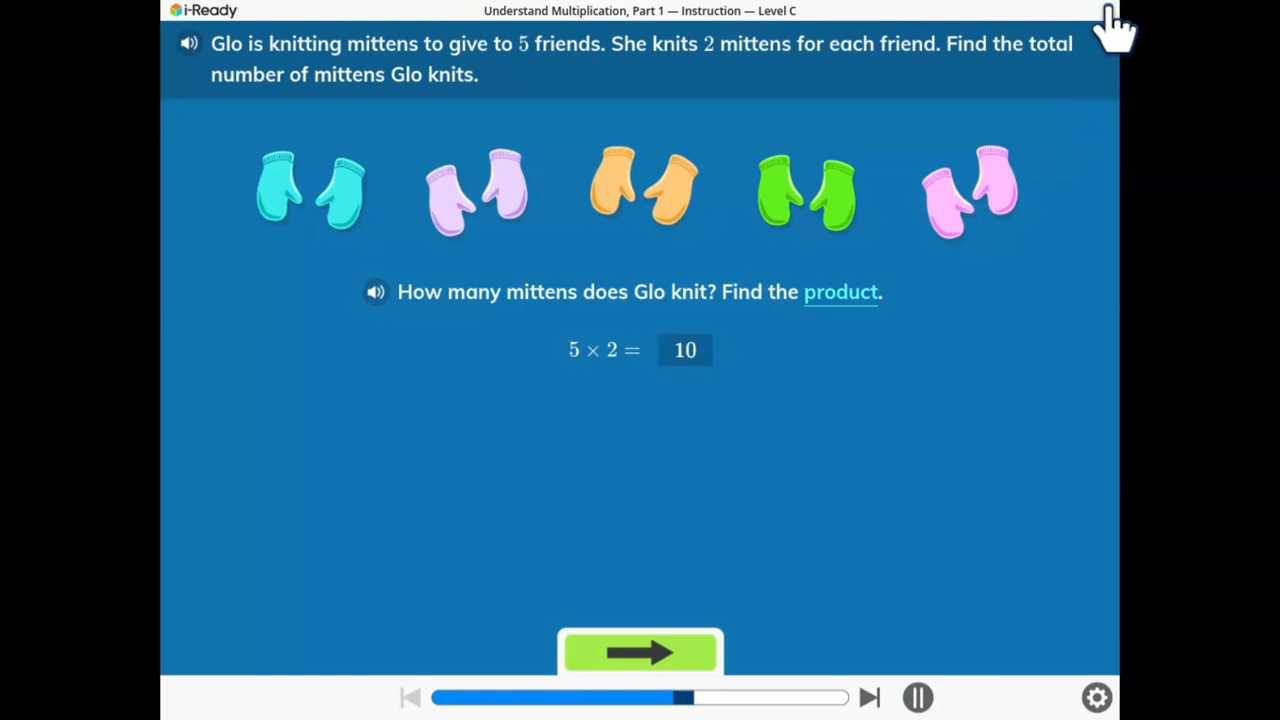 i-Ready
Understand Multiplication, Part 1 — Instruction — Level C
Glo is knitting mittens to give to 5 friends. She knits 2 mittens for each friend. Find the total
number of mittens Glo knits.
How many mittens does Glo knit? Find the product.
5 × 2 = 10